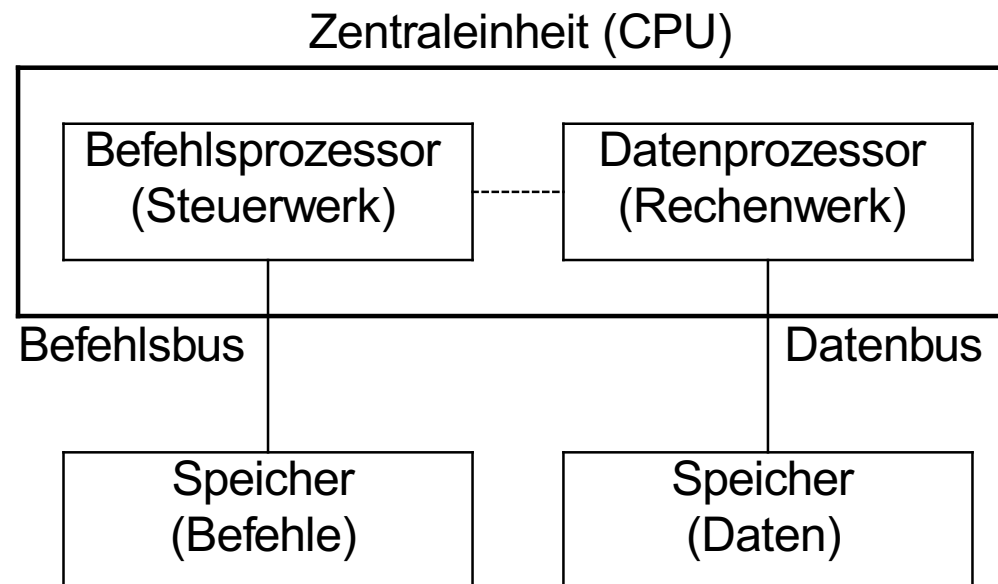 Zentraleinheit (CPU)
Befehlsprozessor
(Steuerwerk)
Datenprozessor
(Rechenwerk)
Befehlsbus
Datenbus
Speicher
(Befehle)
Speicher
(Daten)